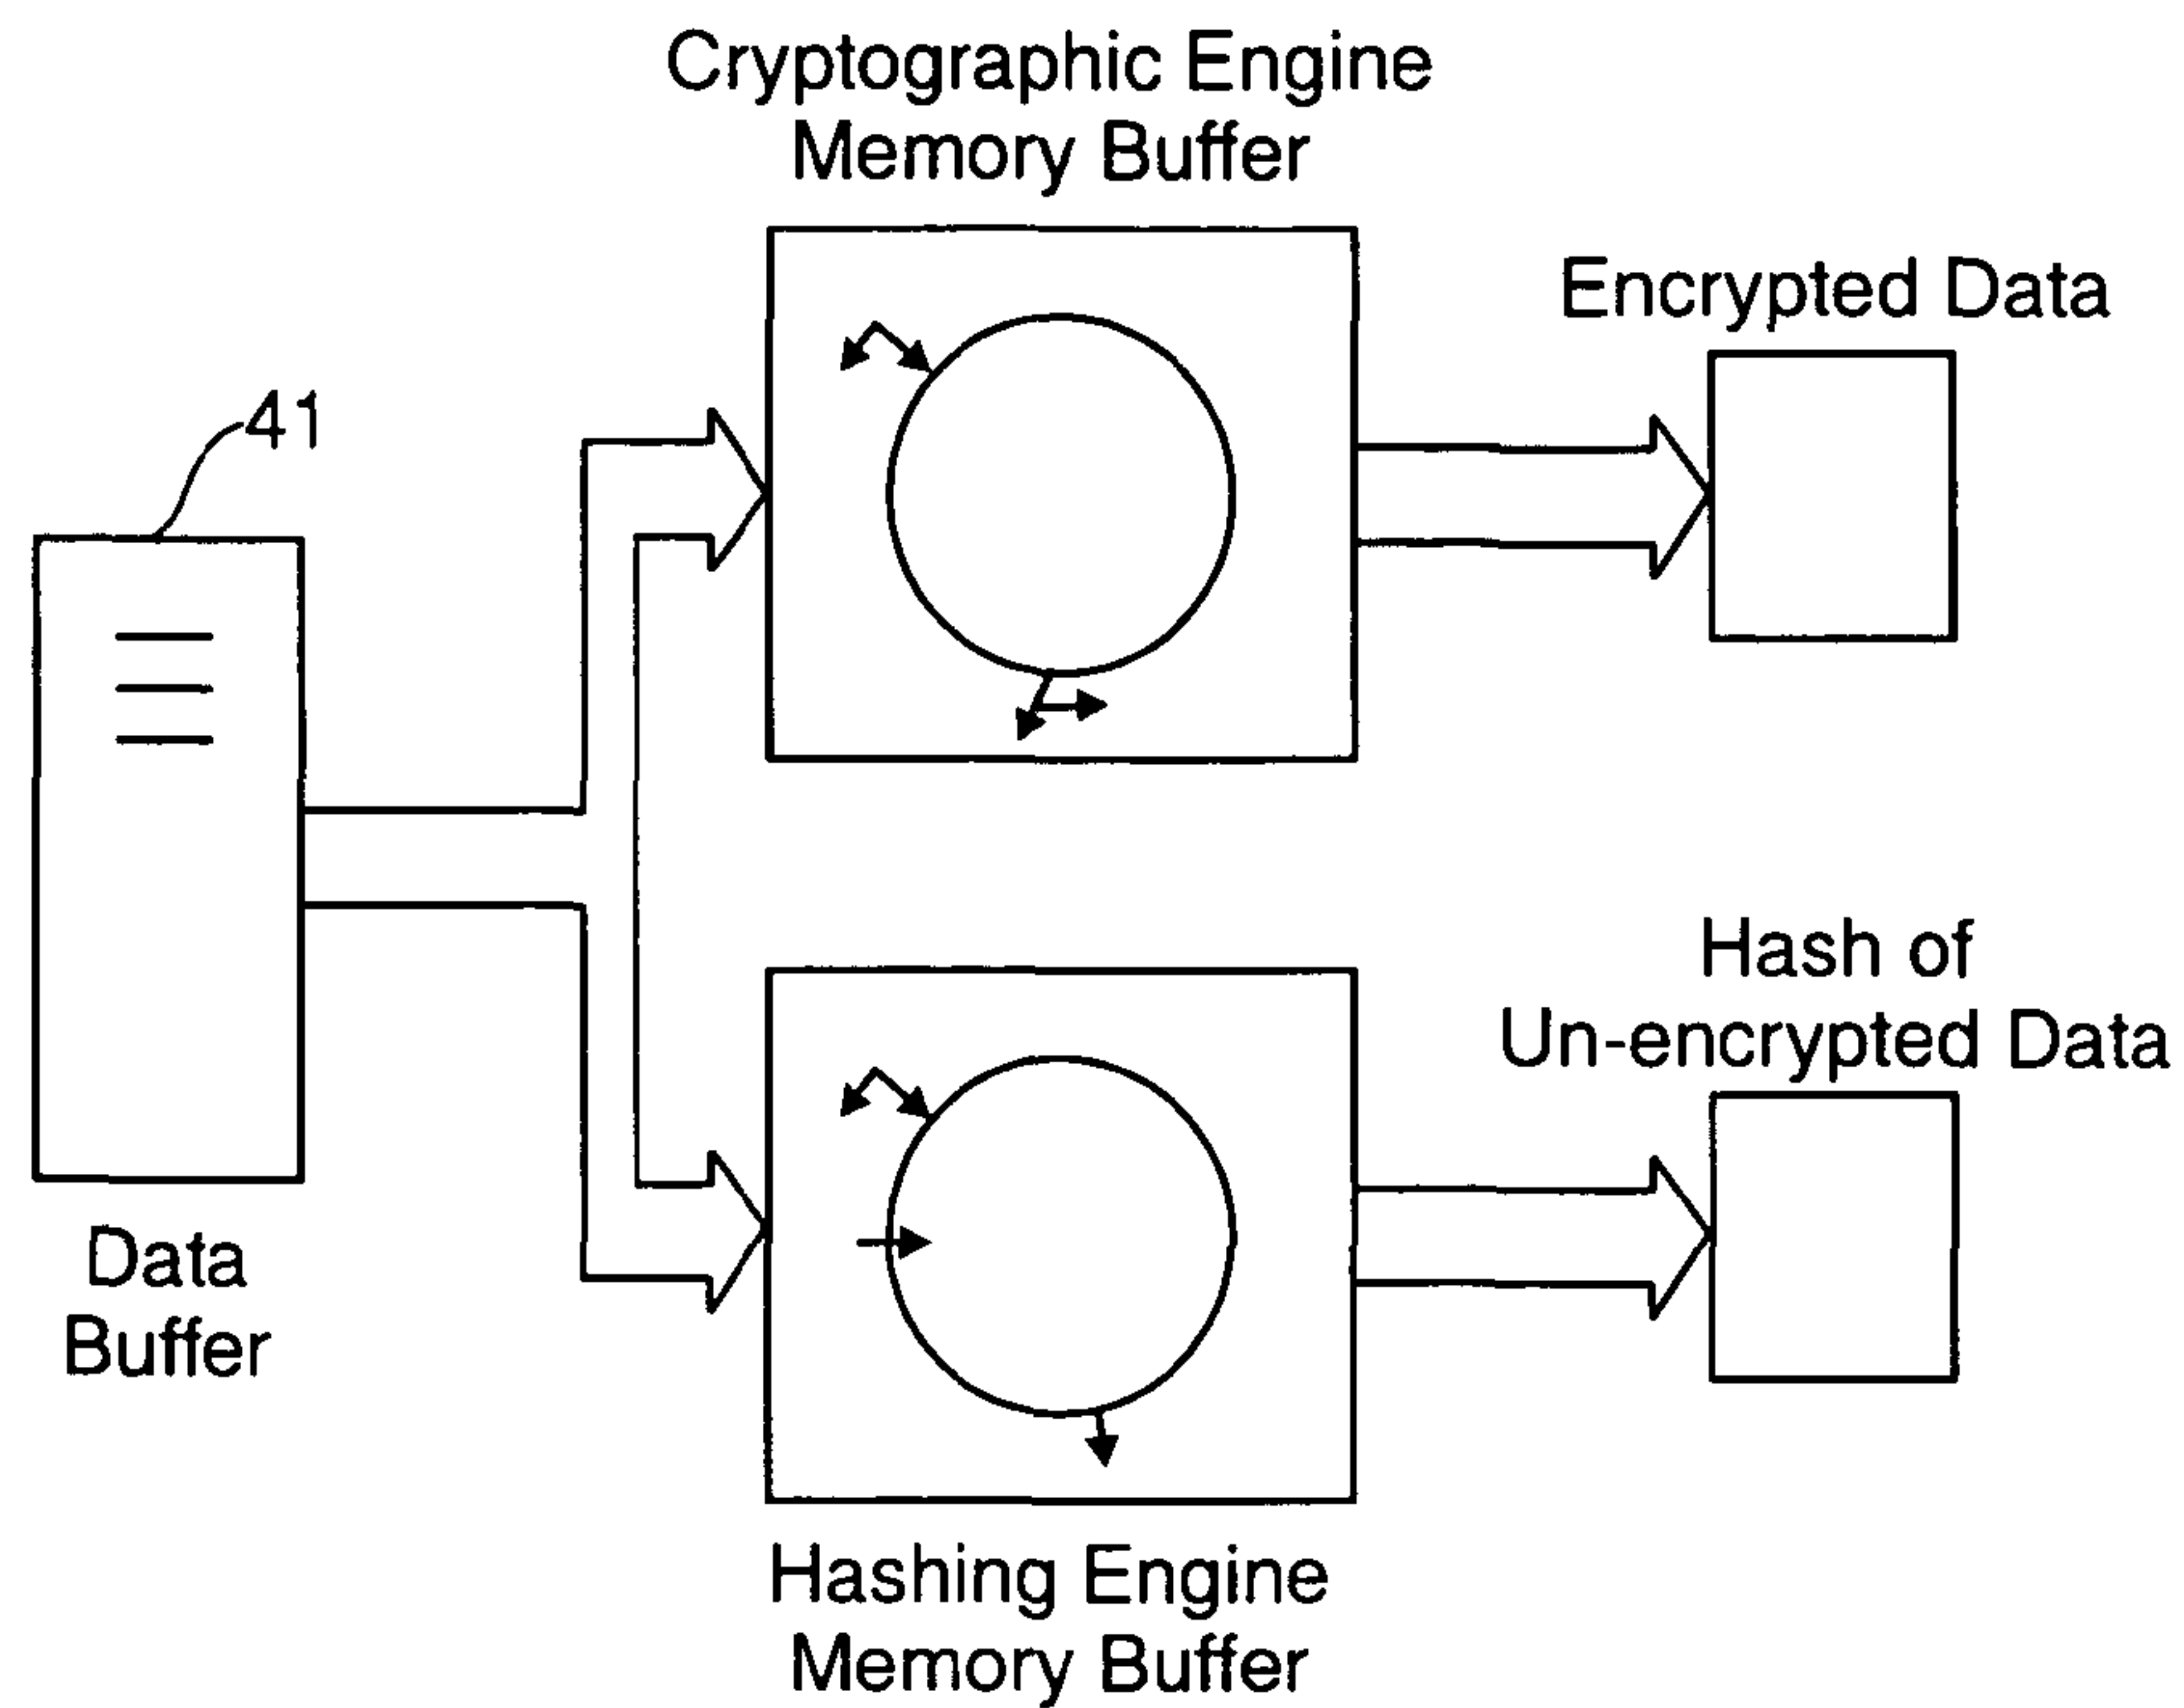 Cryptographic Engine
Memory Buffer
Encrypted Data
41
Hash of
Un-encrypted Data
Data
Buffer
Hashing Engine
Memory Buffer